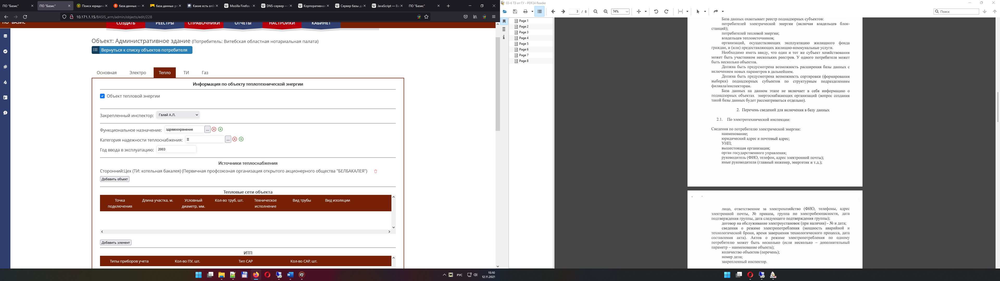 ПО "Базис"
ПО "Базис"
Поиск юридиче
база данных —
база данных pn
Какие есть onlin
Mozilla Firefox —
DNS-сервер —
Корпоративная
Сервер базы да
JavaScript — Ви
ПО "Базис"
10.171.1.15/BASIS_arm/admin/objects/edit/228
ПО "БАЗИС"
СОЗДАТЬ
РЕЕСТРЫ
СПРАВОЧНИКИ
ОТЧЕТЫ
НАСТРОЙКИ
КАБИНЕТ
Объект: Административное здание (Потребитель: Витебская областная нотариальная палата)
Вернуться к списку объектов потребителя
Основная Электро Тепло ТИ Газ
Информация по объекту теплотехнической энергии
Объект тепловой энергии
Закрепленный инспектор: Галай А.Л.
Функциональное назначение: здравоохранение ...
Категория надежности теплоснабжения: II ...
Год ввода в эксплуатацию: 2003
Источники теплоснабжения
Сторонний:Цех (ТИ: котельная бакалея) (Первичная профсоюзная организация открытого акционерного общества "БЕЛБАКАЛЕЯ")
Добавить объект
Тепловые сети объекта
Точка подключения
Длина участка, м.
Условный диаметр, мм.
Кол-во труб, шт.
Техническое исполнение
Вид трубы
Вид изоляции
Добавить элемент
ИТП
Типы приборов учета
Кол-во ПУ, шт.
Тип САР
Кол-во САР, шт.
РУС
15:10
12.11.2021
03-6 ТЗ от ГУ - PDF24 Reader
3 / 8
74%
Поиск
Page 1
Page 2
Page 3
Page 4
Page 5
Page 6
Page 7
Page 8
База данных охватывает реестр поднадзорных субъектов:
потребителей электрической энергии (включая владельцев блок-
станций);
потребителей тепловой энергии;
владельцев теплоисточников;
организаций, осуществляющих эксплуатацию жилищного фонда
граждан, и (или) предоставляющих жилищно-коммунальные услуги.
Необходимо иметь ввиду, что один и тот же субъект хозяйствования
может быть участником нескольких реестров. У одного потребителя может
быть несколько объектов.
Должна быть предусмотрена возможность расширения базы данных с
включением новых параметров в дальнейшем.
Должна быть предусмотрена возможность сортировки (формирования
выборки) поднадзорных субъектов по структурным подразделениям
филиала/инспекторам.
База данных на данном этапе не включает в себя информацию о
поднадзорных объектах энергоснабжающих организаций (вопрос создания
такой базы данных будет рассматриваться отдельно).
2. Перечень сведений для включения в базу данных
2.1. По электротехнической инспекции:
Сведения по потребителю электрической энергии:
наименование;
юридический адрес и почтовый адрес;
УНП;
вышестоящая организация;
орган государственного управления;
руководитель (ФИО, телефон, адрес электронной почты);
иные руководители (главный инженер, энергетик и т.д.);
лицо, ответственное за электрохозяйство (ФИО, телефоны, адрес
электронной почты, № приказа, группа по электробезопасности, дата
подтверждения группы, дата следующего подтверждения группы);
договор на обслуживание электроустановок (при наличии) - № и дата;
сведения о режиме электропотребления (мощность аварийной и
технологической брони, время завершения технологического процесса, дата
составления акта). Актов о режиме электропотребления по одному
потребителю может быть несколько (если несколько – дополнительный
параметр – наименование объекта);
количество объектов (перечень);
номер дела;
закрепленный инспектор.